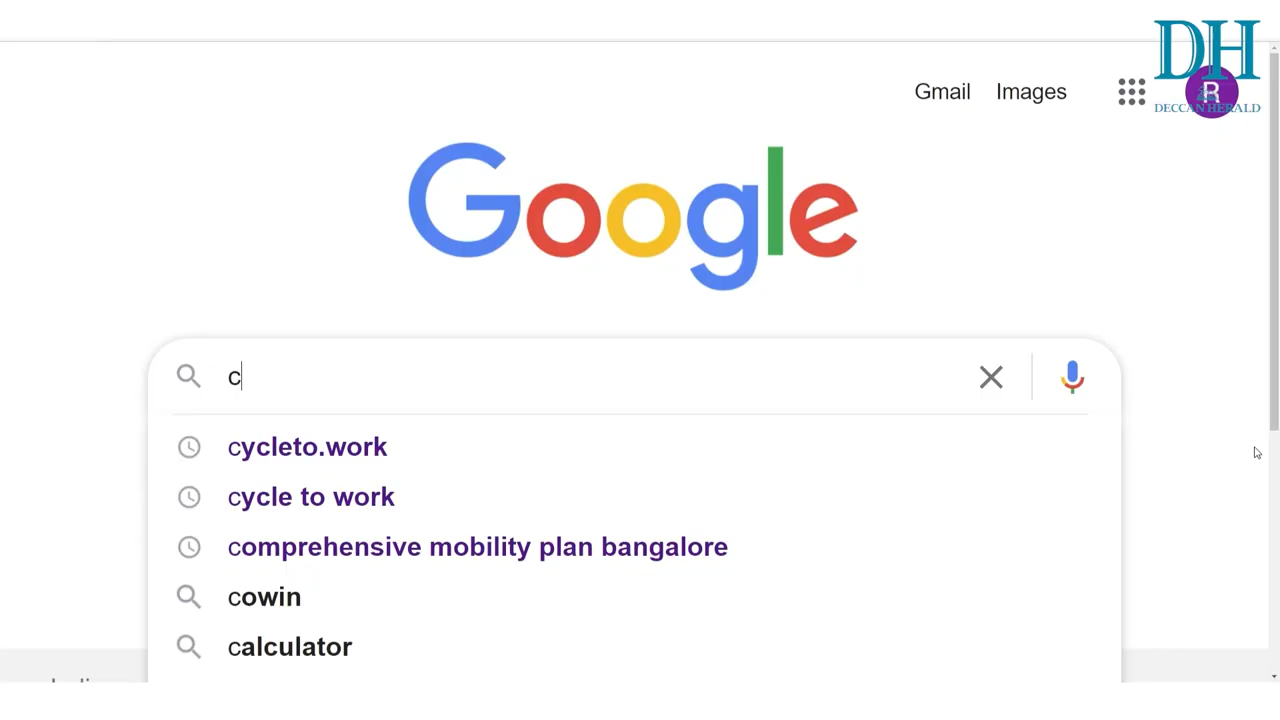 DH
Gmail Images
R
DECCAN HERALD
Google
c
cycleto.work
cycle to work
comprehensive mobility plan bangalore
cowin
calculator